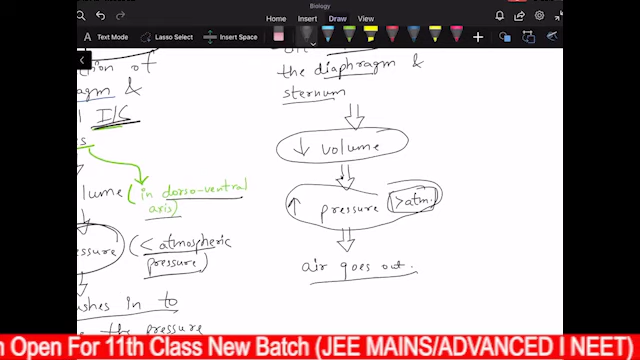 Biology
Home Insert Draw View
Text Mode Lasso Select Insert Space
ction of
the diaphragm &
agm &
sternum
I/C
↓ volume
lume (in dorso-ventral
axis)
↑ pressure >atm.
essure (< atmospheric
pressure)
air goes out.
shes in to
the pressure
n Open For 11th Class New Batch (JEE MAINS/ADVANCED I NEET)